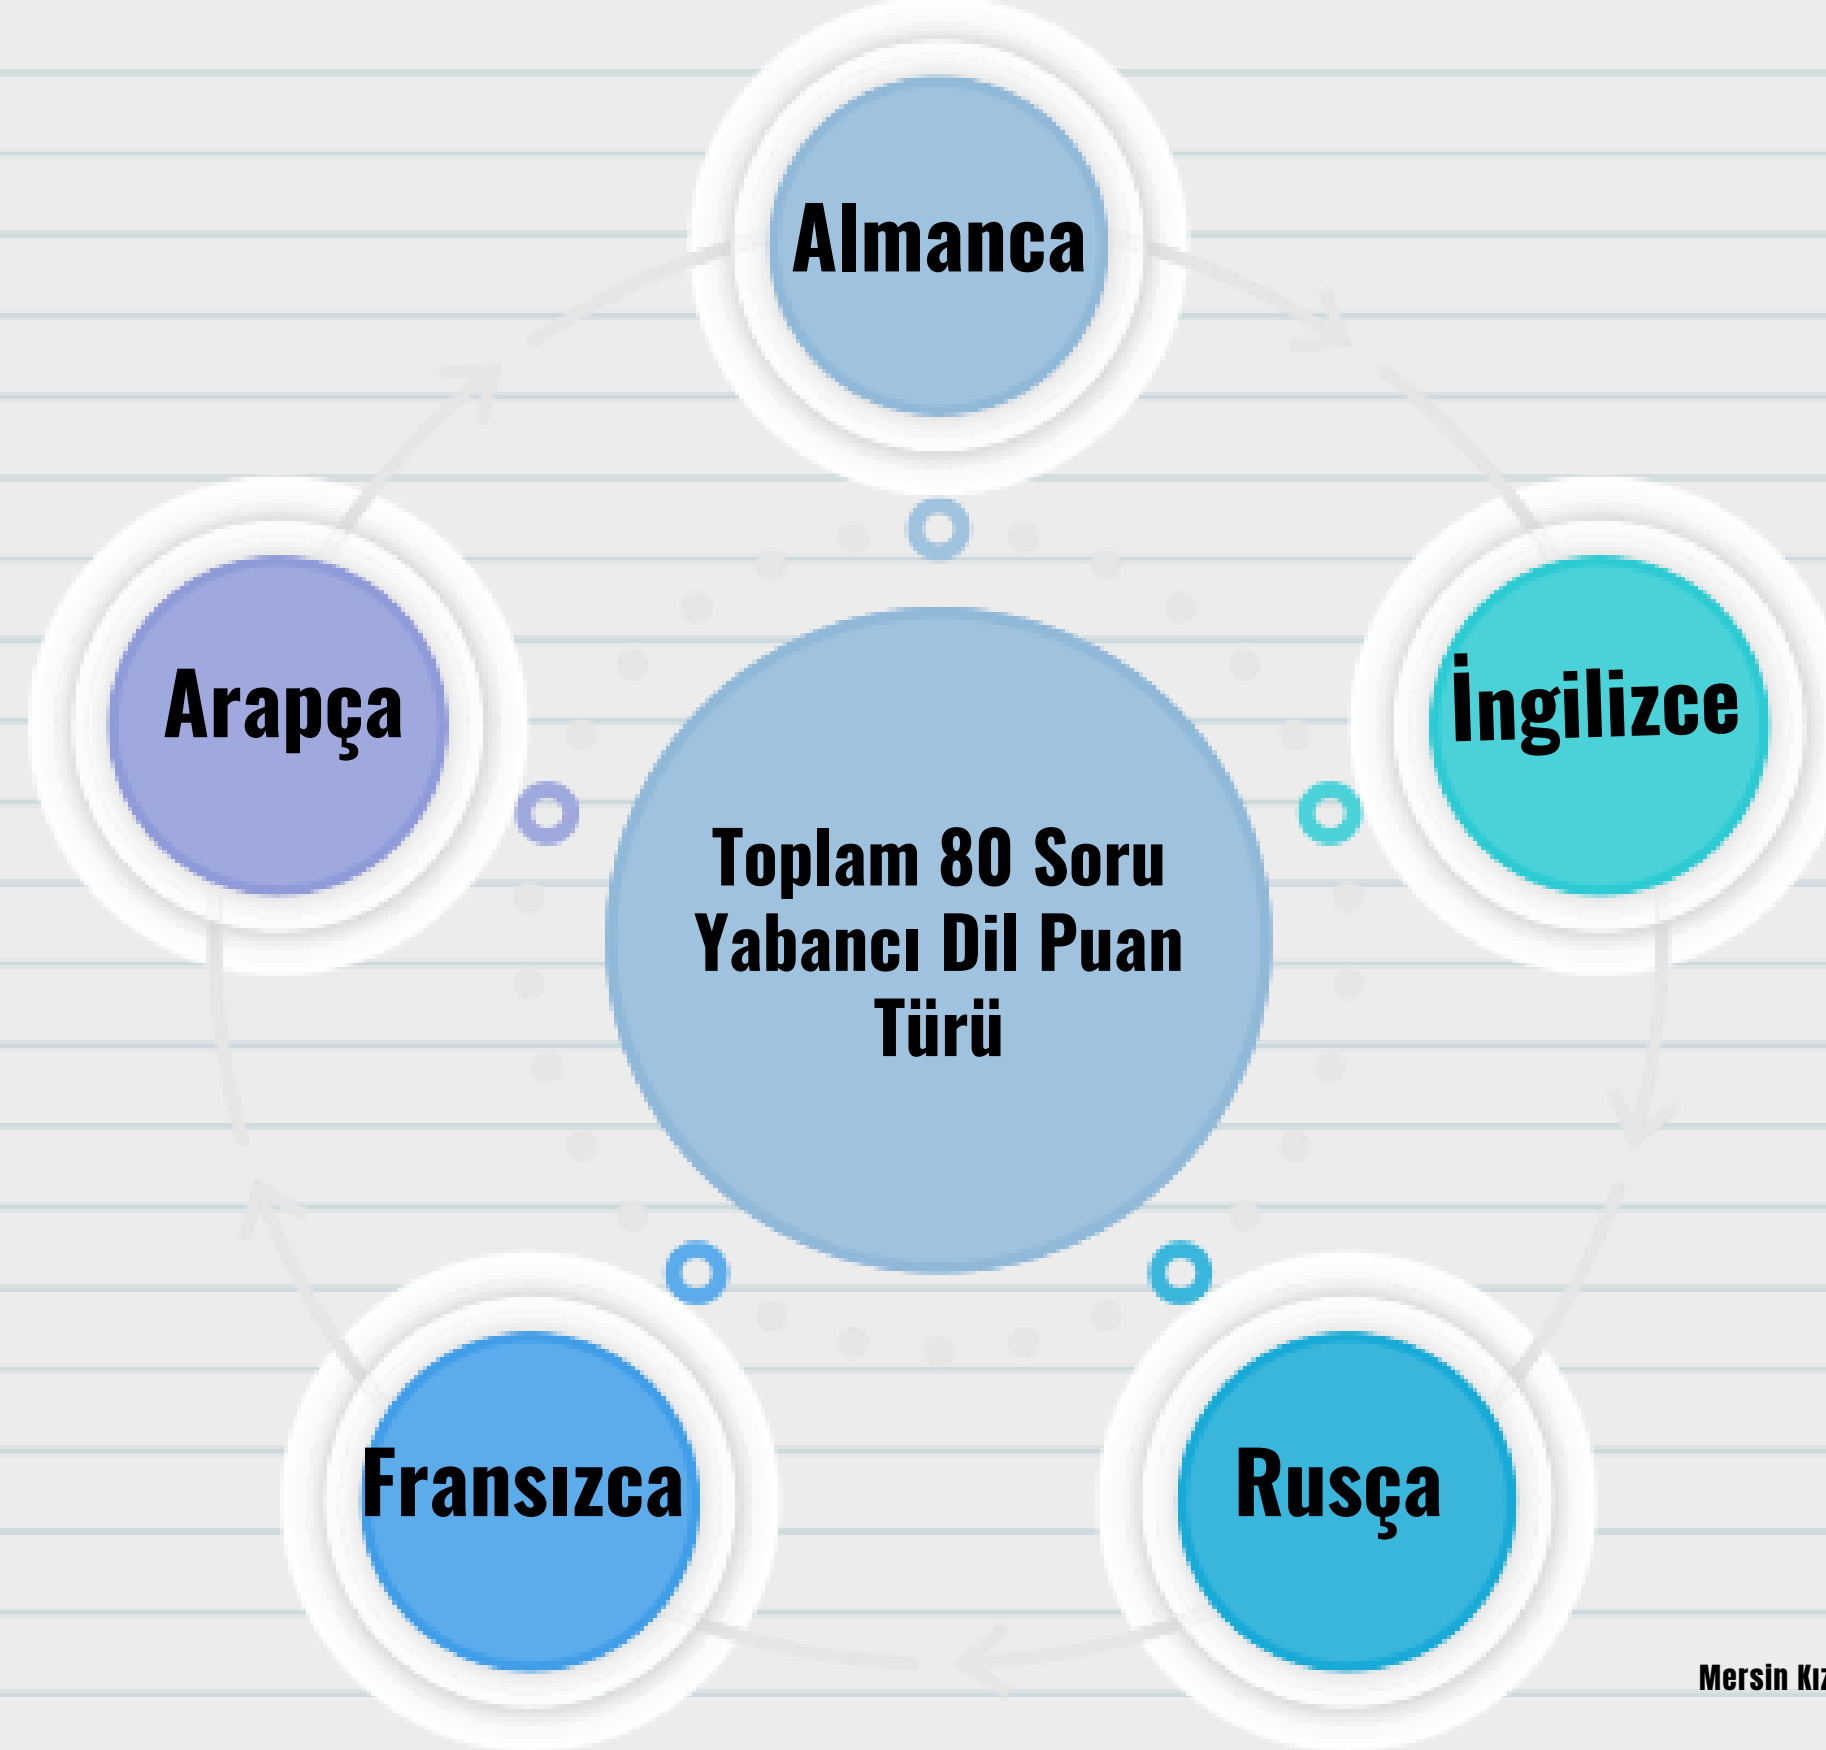 Almanca
Arapça
İngilizce
Toplam 80 Soru
Yabancı Dil Puan
Türü
Fransızca
Rusça
Mersin